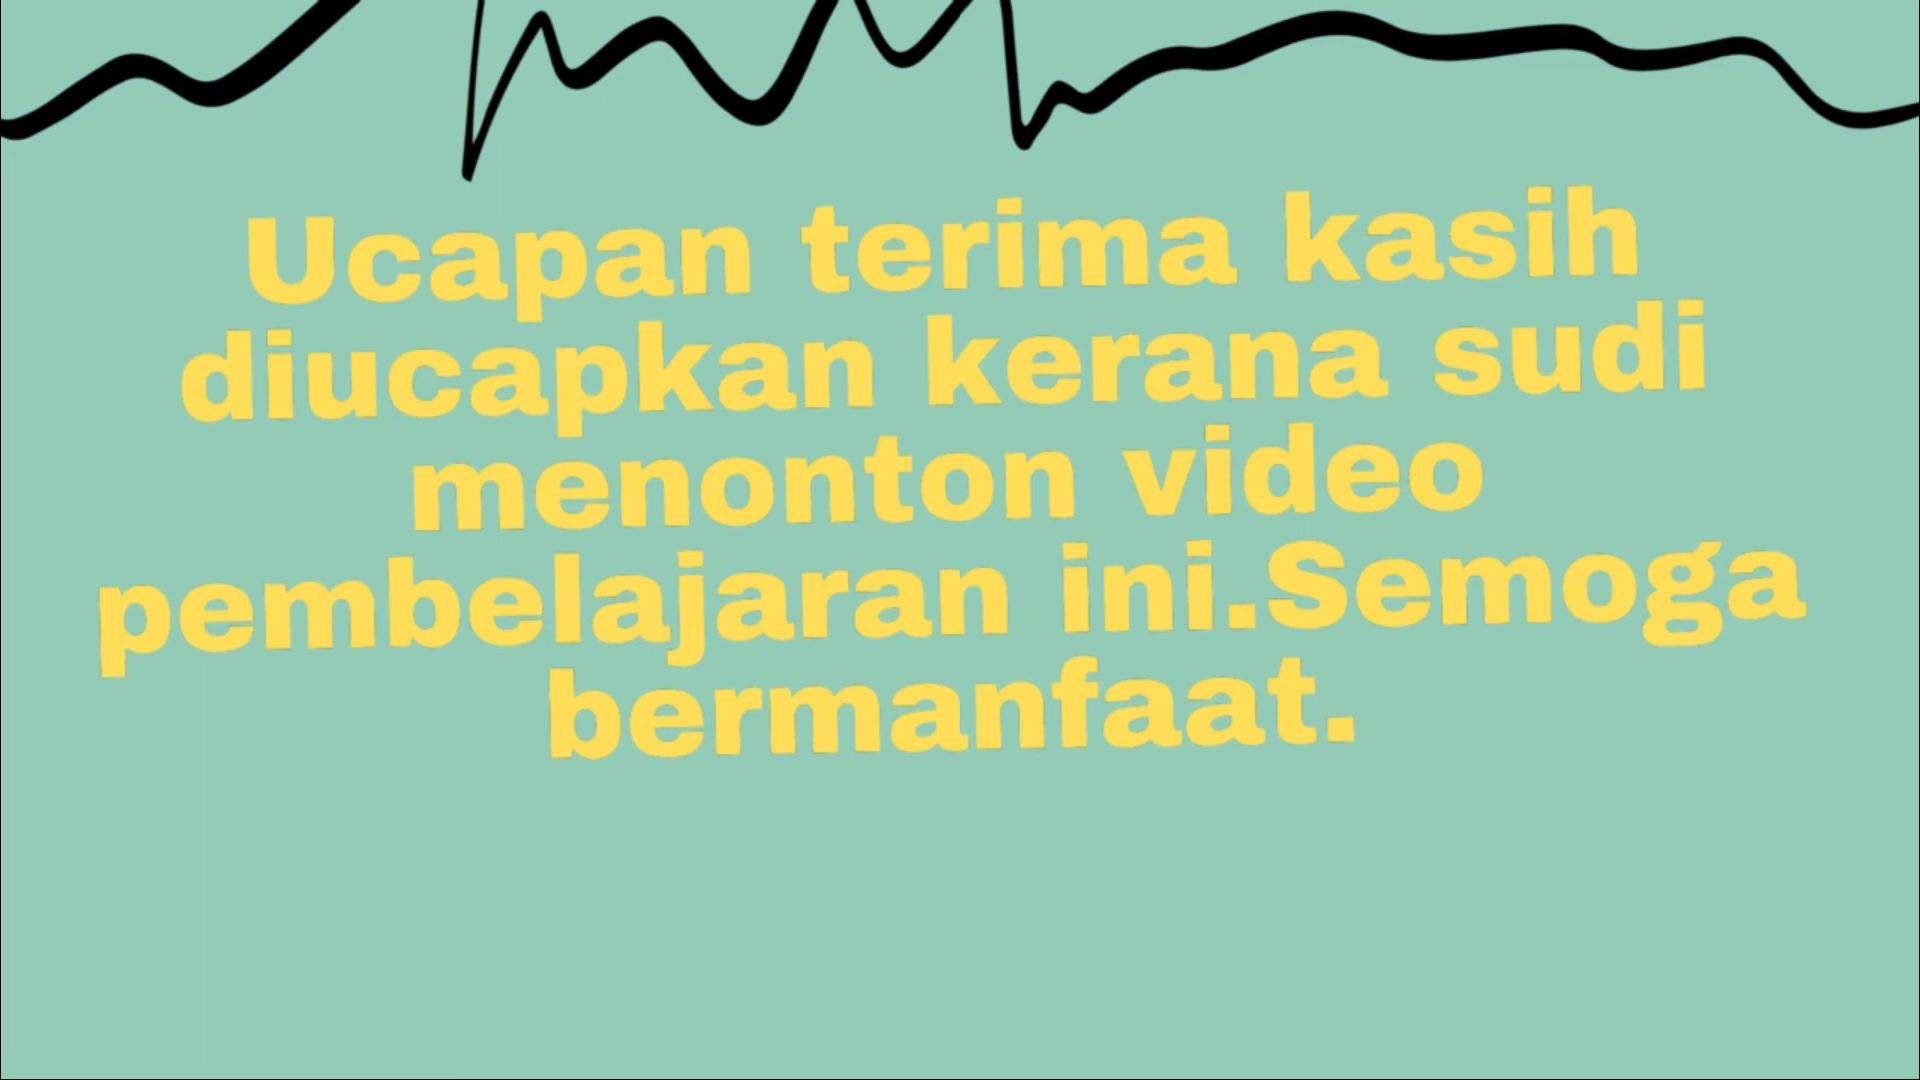 Ucapan terima kasih
diucapkan kerana sudi
menonton video
pembelajaran ini.Semoga
bermanfaat.